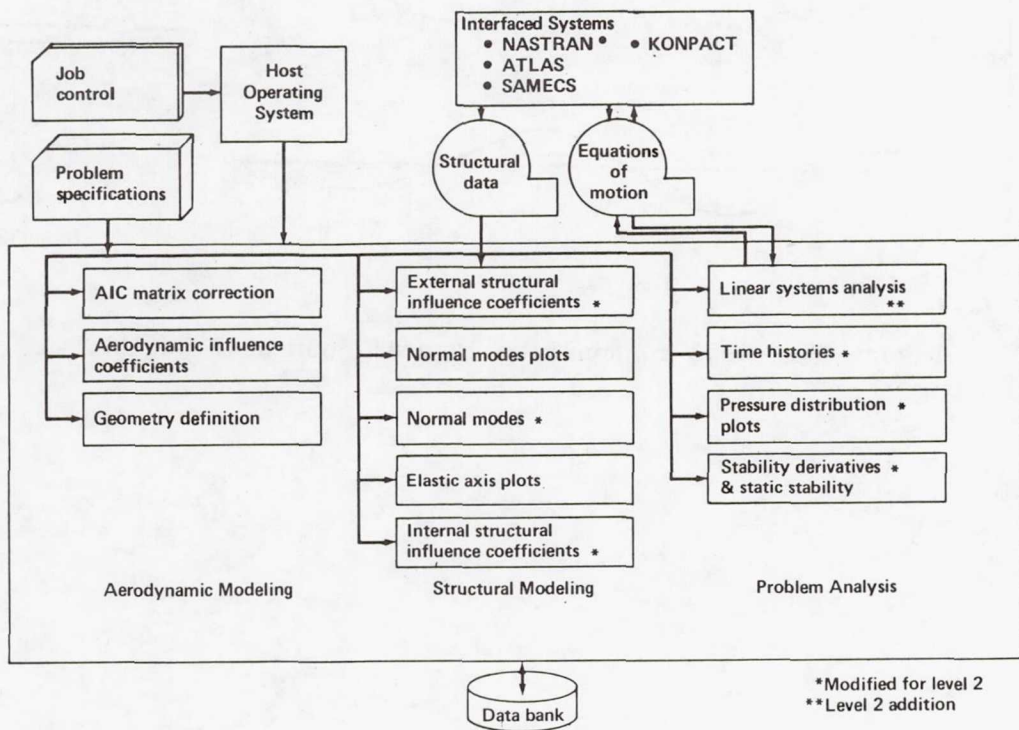 Job
control
Host
Operating
System
Problem
specifications
Interfaced Systems
• NASTRAN • • KONPACT
• ATLAS
• SAMECS
Structural
data
Equations
of
motion
AIC matrix correction
Aerodynamic influence
coefficients
Geometry definition
Aerodynamic Modeling
External structural
influence coefficients *
Normal modes plots
Normal modes *
Elastic axis plots
Internal structural
influence coefficients *
Structural Modeling
Linear systems analysis
**
Time histories *
Pressure distribution *
plots
Stability derivatives *
& static stability
Problem Analysis
Data bank
*Modified for level 2
**Level 2 addition